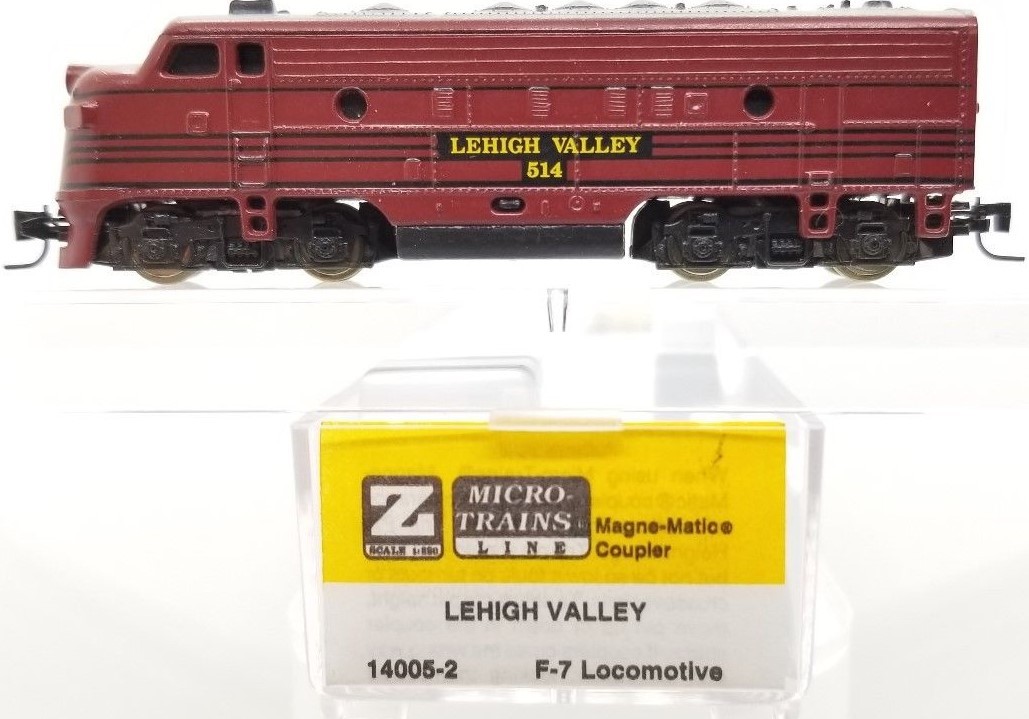 LEHIGH VALLEY
514
Z
SCALE 1:220
MICRO-
TRAINS®
LINE
Magne-Matic®
Coupler
LEHIGH VALLEY
14005-2 F-7 Locomotive